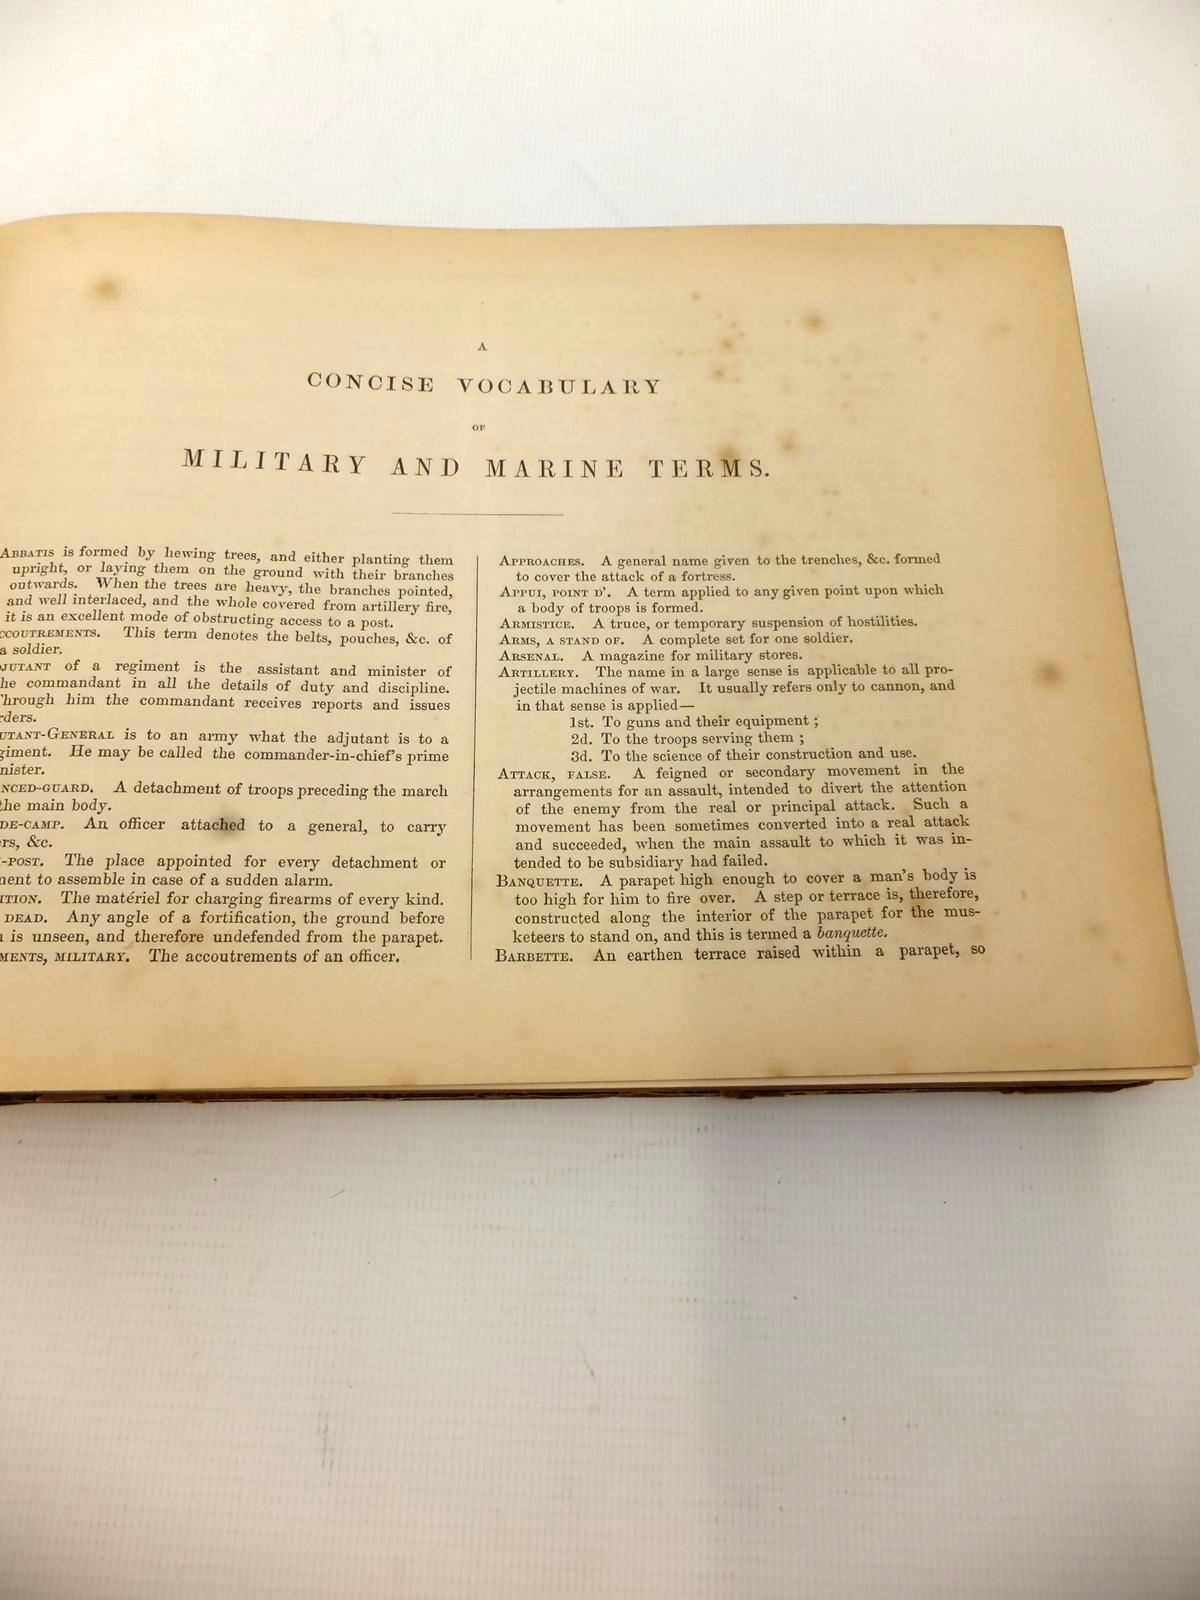 A
CONCISE VOCABULARY
OF
MILITARY AND MARINE TERMS.
ABBATIS is formed by hewing trees, and either planting them
upright, or laying them on the ground with their branches
outwards. When the trees are heavy, the branches pointed,
and well interlaced, and the whole covered from artillery fire,
it is an excellent mode of obstructing access to a post.
CCOUTREMENTS. This term denotes the belts, pouches, &c. of
a soldier.
JUTANT of a regiment is the assistant and minister of
he commandant in all the details of duty and discipline.
Through him the commandant receives reports and issues
rders.
UTANT-GENERAL is to an army what the adjutant is to a
giment. He may be called the commander-in-chief's prime
nister.
NCED-GUARD. A detachment of troops preceding the march
the main body.
DE-CAMP. An officer attached to a general, to carry
rs, &c.
-POST. The place appointed for every detachment or
ment to assemble in case of a sudden alarm.
ITION. The matériel for charging firearms of every kind.
DEAD. Any angle of a fortification, the ground before
is unseen, and therefore undefended from the parapet.
MENTS, MILITARY. The accoutrements of an officer.
APPROACHES. A general name given to the trenches, &c. formed
to cover the attack of a fortress.
APPUI, POINT D'. A term applied to any given point upon which
a body of troops is formed.
ARMISTICE. A truce, or temporary suspension of hostilities.
ARMS, A STAND OF. A complete set for one soldier.
ARSENAL. A magazine for military stores.
ARTILLERY. The name in a large sense is applicable to all pro-
jectile machines of war. It usually refers only to cannon, and
in that sense is applied—
1st. To guns and their equipment;
2d. To the troops serving them;
3d. To the science of their construction and use.
ATTACK, FALSE. A feigned or secondary movement in the
arrangements for an assault, intended to divert the attention
of the enemy from the real or principal attack. Such a
movement has been sometimes converted into a real attack
and succeeded, when the main assault to which it was in-
tended to be subsidiary had failed.
BANQUETTE. A parapet high enough to cover a man's body is
too high for him to fire over. A step or terrace is, therefore,
constructed along the interior of the parapet for the mus-
keteers to stand on, and this is termed a banquette.
BARBETTE. An earthen terrace raised within a parapet, so